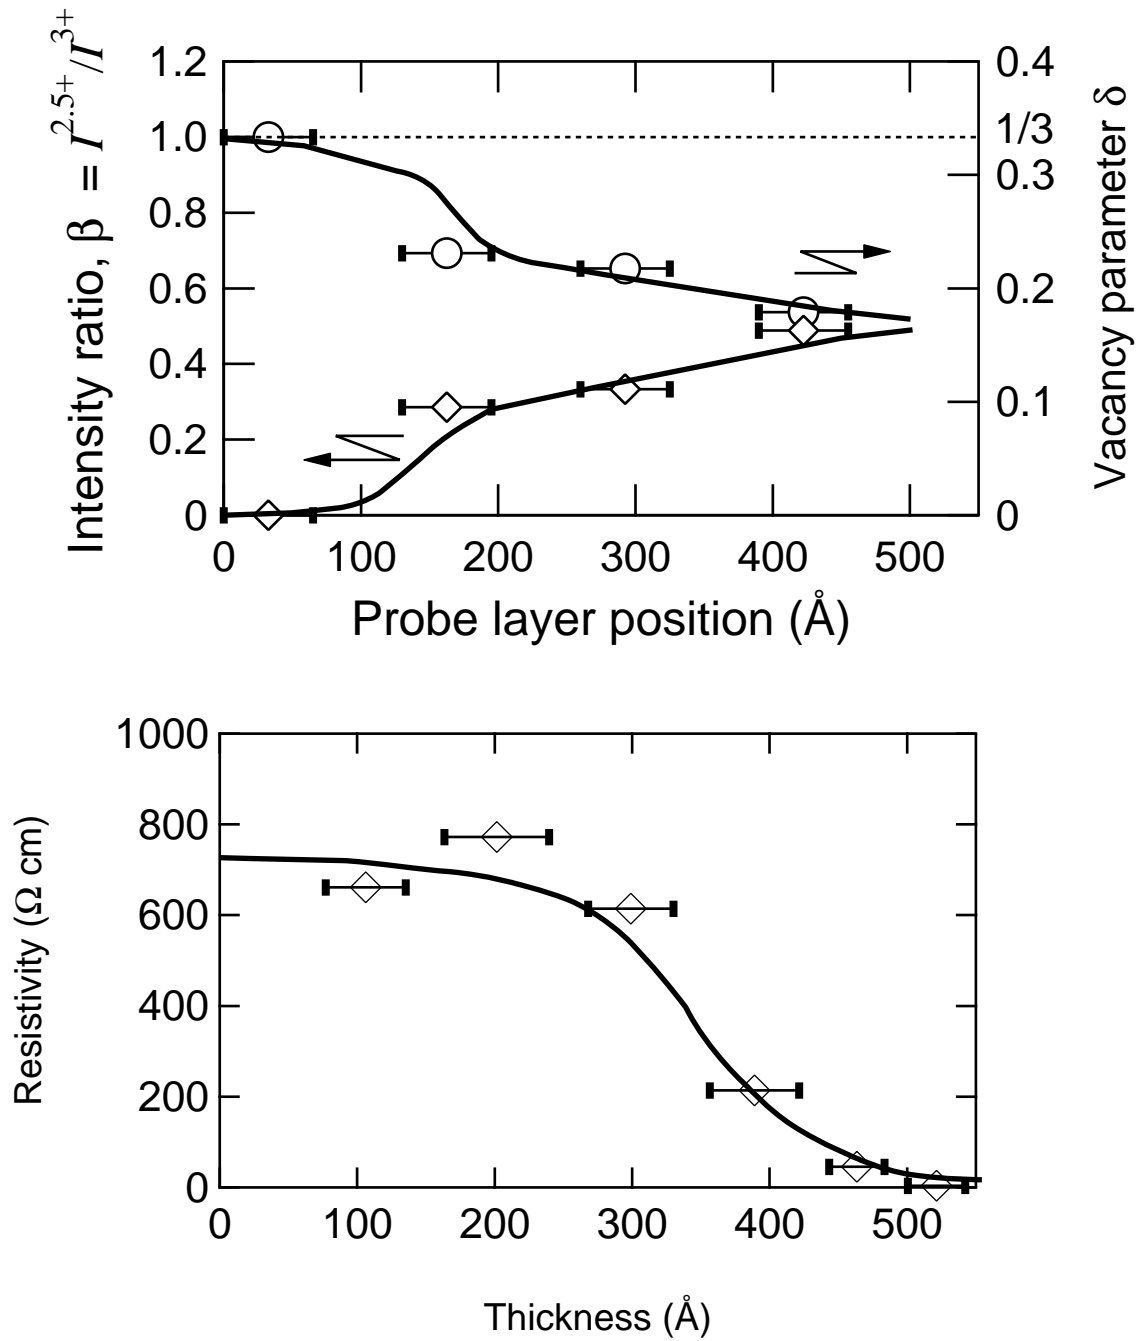 Intensity ratio, β = I^2.5+/I^3+
1.2
1.0
0.8
0.6
0.4
0.2
0
0.4
1/3
0.3
0.2
0.1
0
Vacancy parameter δ
0 100 200 300 400 500
Probe layer position (Å)
Resistivity (Ω cm)
1000
800
600
400
200
0
0 100 200 300 400 500
Thickness (Å)